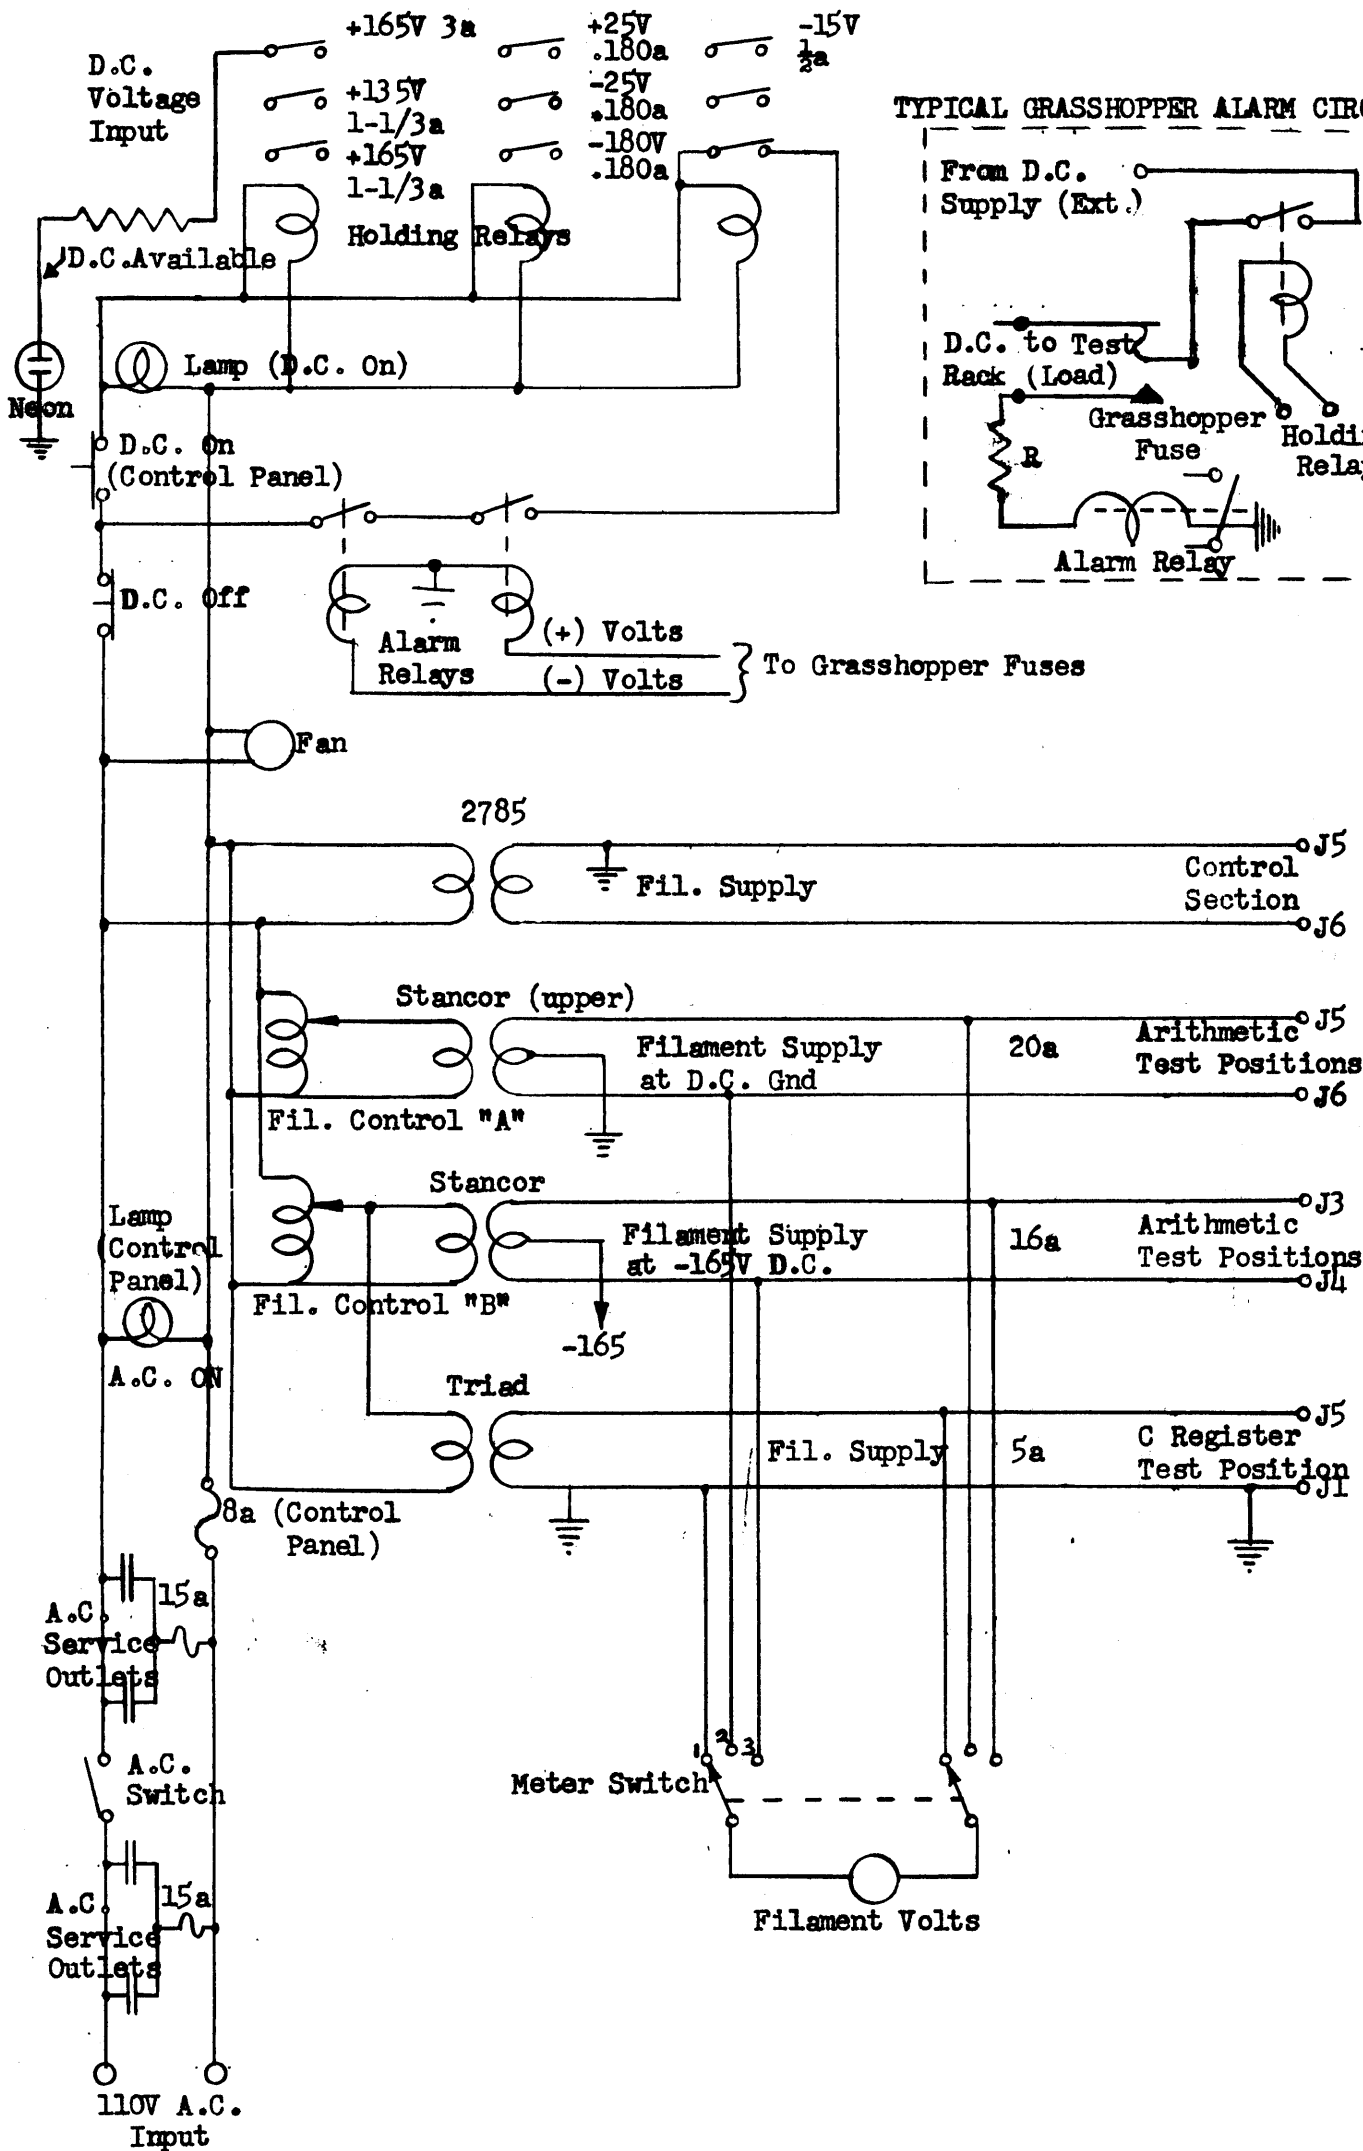 +165V 3a
+25V
.180a
-15V
½a
D.C.
Voltage
Input
+135V
1-1/3a
-25V
.180a
+165V
1-1/3a
-180V
.180a
Holding Relays
D.C.Available
Lamp (D.C. On)
Neon
D.C. On
(Control Panel)
D.C. Off
Alarm
Relays
(+) Volts
(-) Volts
To Grasshopper Fuses
TYPICAL GRASSHOPPER ALARM CIRC
From D.C.
Supply (Ext.)
D.C. to Test
Rack (Load)
Grasshopper
Fuse
Holdi
Rela
R
Alarm Relay
Fan
2785
Fil. Supply
J5
Control
Section
J6
Stancor (upper)
Filament Supply
at D.C. Gnd
20a
J5
Arithmetic
Test Positions
J6
Fil. Control "A"
Stancor
Filament Supply
at -165V D.C.
16a
J3
Arithmetic
Test Positions
J4
Fil. Control "B"
-165
Lamp
(Control
Panel)
A.C. ON
Triad
Fil. Supply
5a
J5
C Register
Test Position
J1
8a (Control
Panel)
15a
A.C.
Service
Outlets
A.C.
Switch
15a
A.C.
Service
Outlets
110V A.C.
Input
1 2 3
Meter Switch
Filament Volts